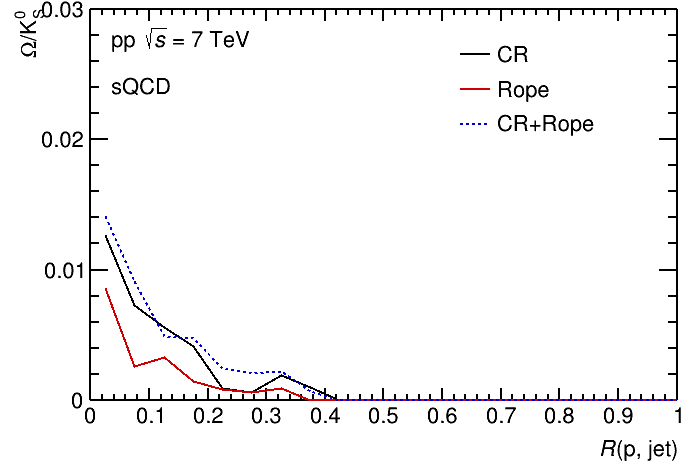 Ω/K⁰_S
0.03
pp √s = 7 TeV
sQCD
CR
Rope
CR+Rope
0.02
0.01
0
0 0.1 0.2 0.3 0.4 0.5 0.6 0.7 0.8 0.9 1
R(p, jet)